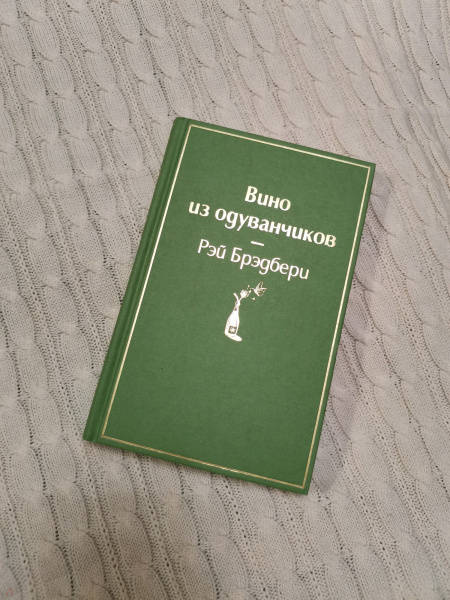 Вино
из одуванчиков
—
Рэй Брэдбери